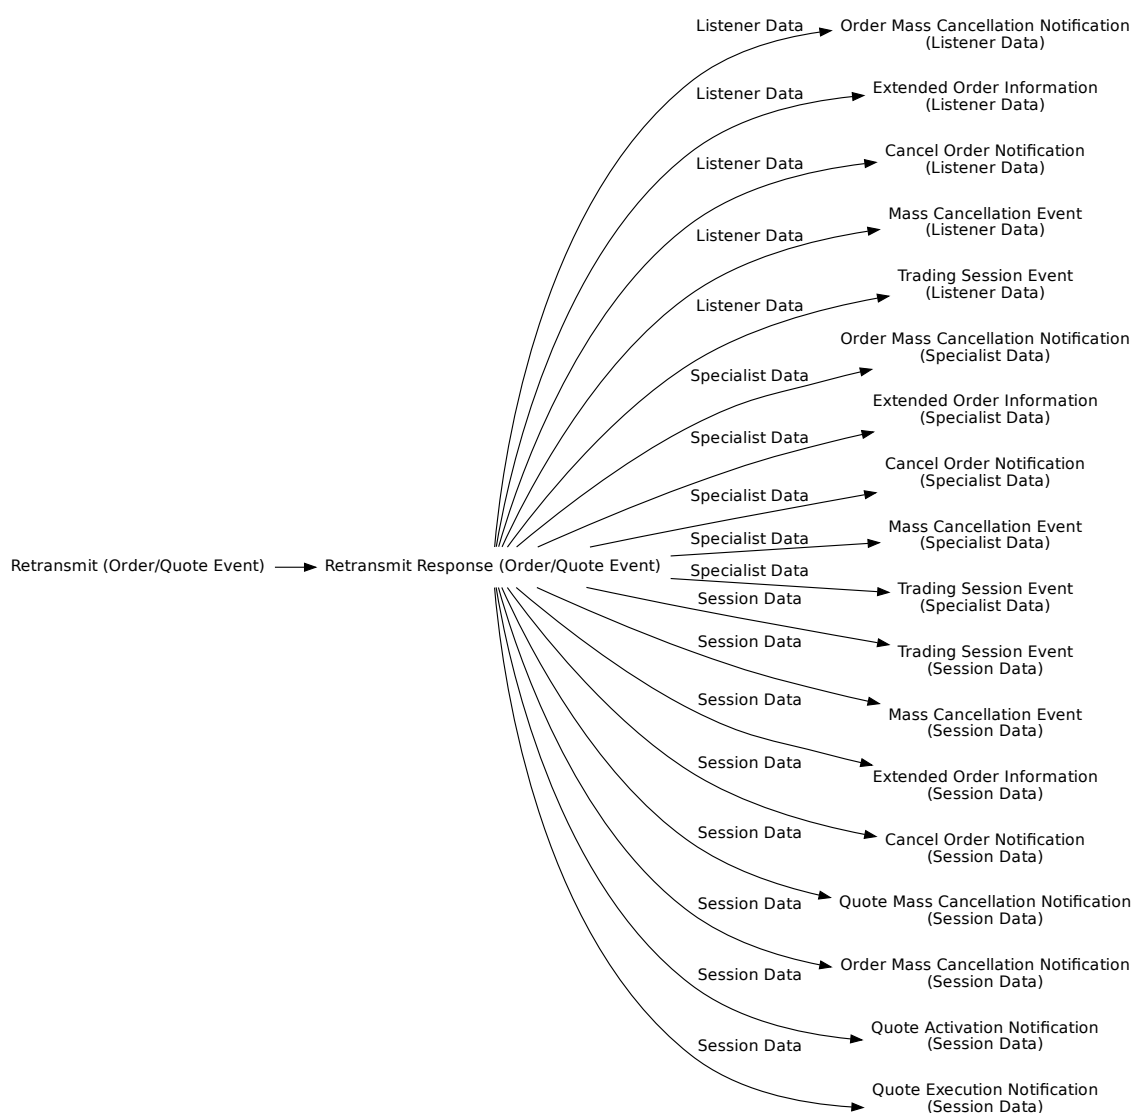 Listener Data
Order Mass Cancellation Notification
(Listener Data)
Listener Data
Extended Order Information
(Listener Data)
Listener Data
Cancel Order Notification
(Listener Data)
Listener Data
Mass Cancellation Event
(Listener Data)
Listener Data
Trading Session Event
(Listener Data)
Specialist Data
Order Mass Cancellation Notification
(Specialist Data)
Specialist Data
Extended Order Information
(Specialist Data)
Specialist Data
Cancel Order Notification
(Specialist Data)
Specialist Data
Mass Cancellation Event
(Specialist Data)
Retransmit (Order/Quote Event)
Retransmit Response (Order/Quote Event)
Specialist Data
Trading Session Event
(Specialist Data)
Session Data
Trading Session Event
(Session Data)
Session Data
Mass Cancellation Event
(Session Data)
Session Data
Extended Order Information
(Session Data)
Session Data
Cancel Order Notification
(Session Data)
Session Data
Quote Mass Cancellation Notification
(Session Data)
Session Data
Order Mass Cancellation Notification
(Session Data)
Session Data
Quote Activation Notification
(Session Data)
Session Data
Quote Execution Notification
(Session Data)